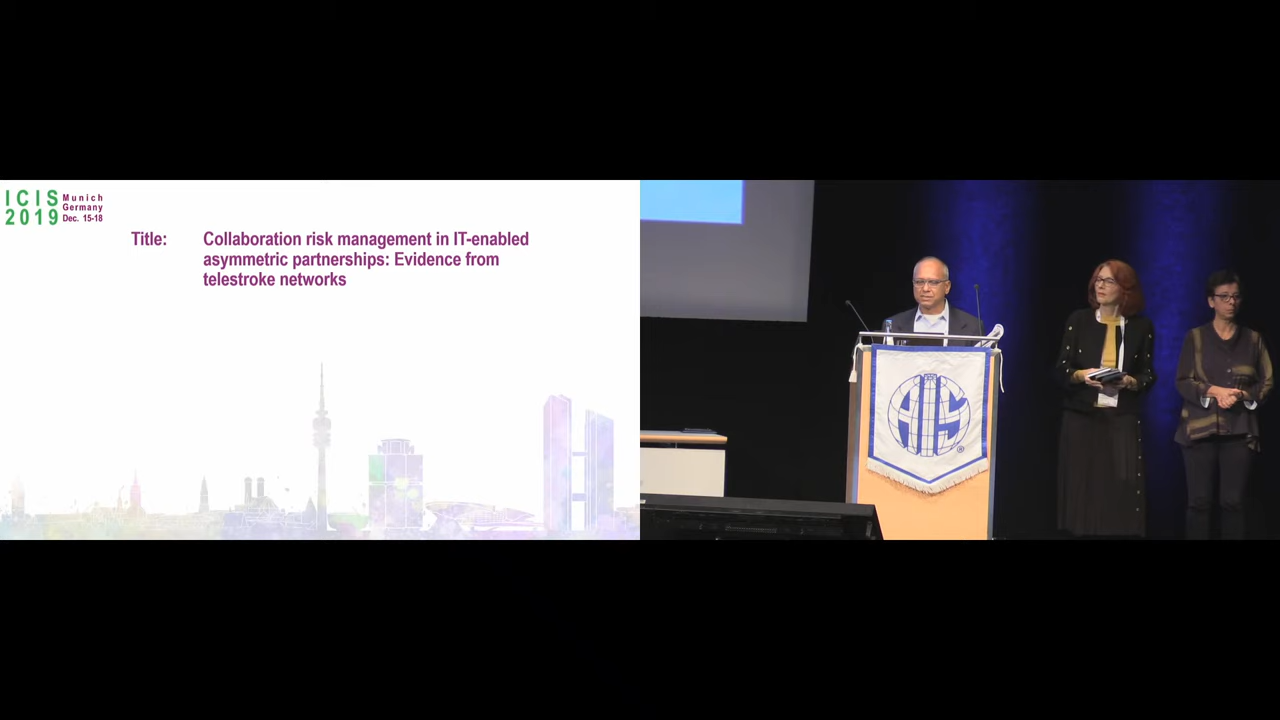 ICIS
2019
Munich
Germany
Dec. 15-18
Title:
Collaboration risk management in IT-enabled
asymmetric partnerships: Evidence from
telestroke networks
AIS
®